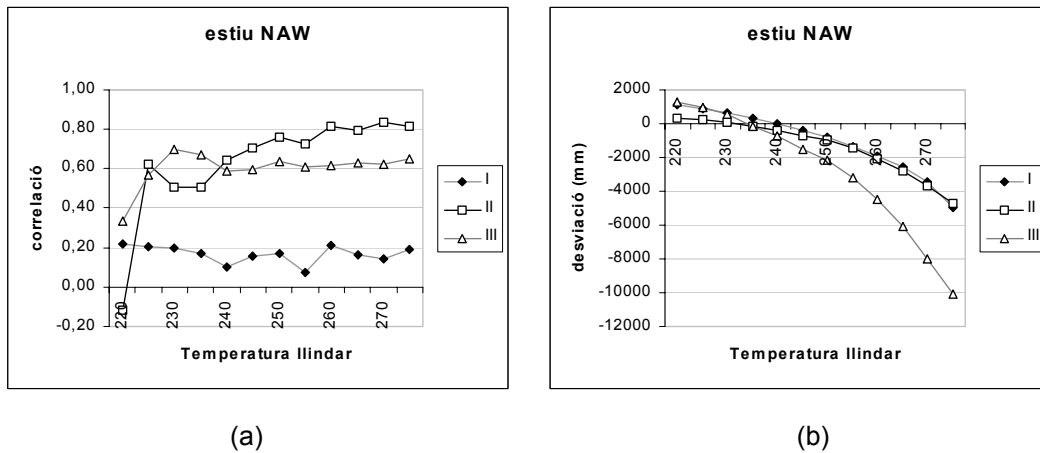 estiu NAW
correlació
1,00
0,80
0,60
0,40
0,20
0,00
-0,20
220
230
240
250
260
270
Temperatura llindar
I
II
III
(a)
estiu NAW
desviació (mm)
2000
0
-2000
-4000
-6000
-8000
-10000
-12000
220
230
240
250
260
270
Temperatura llindar
I
II
III
(b)